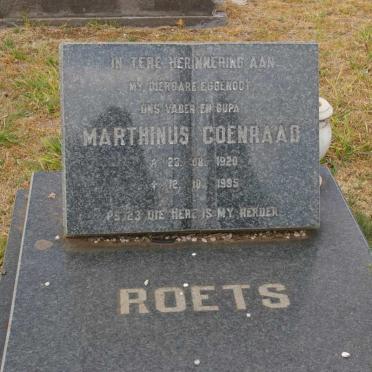 IN TERE HERINNERING AAN
MY DIERBARE EGGENOOT
ONS VADER EN OUPA
MARTHINUS COENRAAD
* 23. 08. 1920
† 12. 10. 1995
PS 23 DIE HERE IS MY HERDER
ROETS